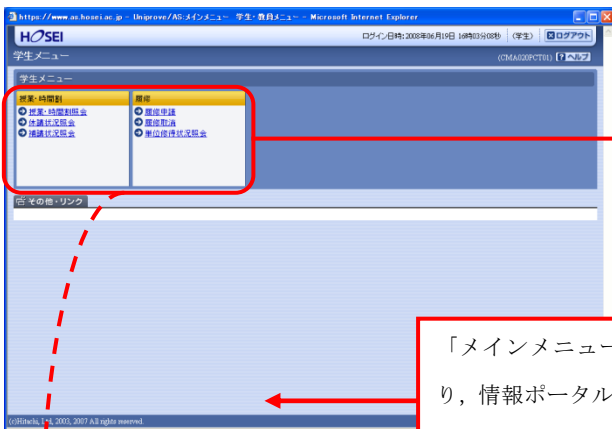 https://www.as.hosei.ac.jp - Uniprove/AS:メインメニュー 学生・教員メニュー - Microsoft Internet Explorer
HOSEI
ログイン日時:2008年06月19日 16時03分08秒 (学生) ログアウト
学生メニュー (CMA020PCT01) ?ヘルプ
学生メニュー
授業・時間割 履修
授業・時間割照会 履修申請
休講状況照会 履修取消
補講状況照会 単位修得状況照会
その他・リンク
「メインメニュー
り，情報ポータル
(c)Hitachi, Ltd, 2003, 2007 All rights reserved.